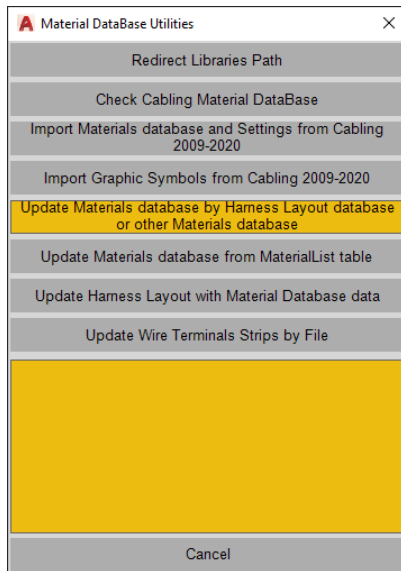 Material DataBase Utilities
Redirect Libraries Path
Check Cabling Material DataBase
Import Materials database and Settings from Cabling
2009-2020
Import Graphic Symbols from Cabling 2009-2020
Update Materials database by Harness Layout database
or other Materials database
Update Materials database from MaterialList table
Update Harness Layout with Material Database data
Update Wire Terminals Strips by File
Cancel